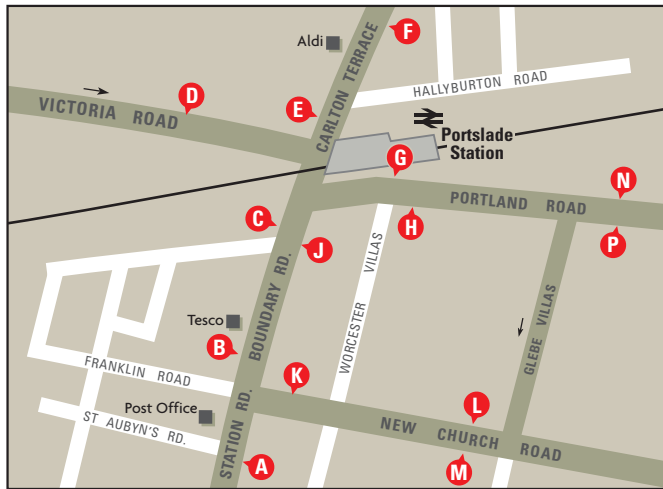 F
Aldi
CARLTON TERRACE
HALLYBURTON ROAD
D
VICTORIA ROAD
E
Portslade
Station
G
N
PORTLAND ROAD
C
H
P
J
WORCESTER VILLAS
GLEBE VILLAS
Tesco
B
STATION RD. BOUNDARY RD.
FRANKLIN ROAD
K
Post Office
ST AUBYN'S RD.
L
NEW CHURCH ROAD
A
M